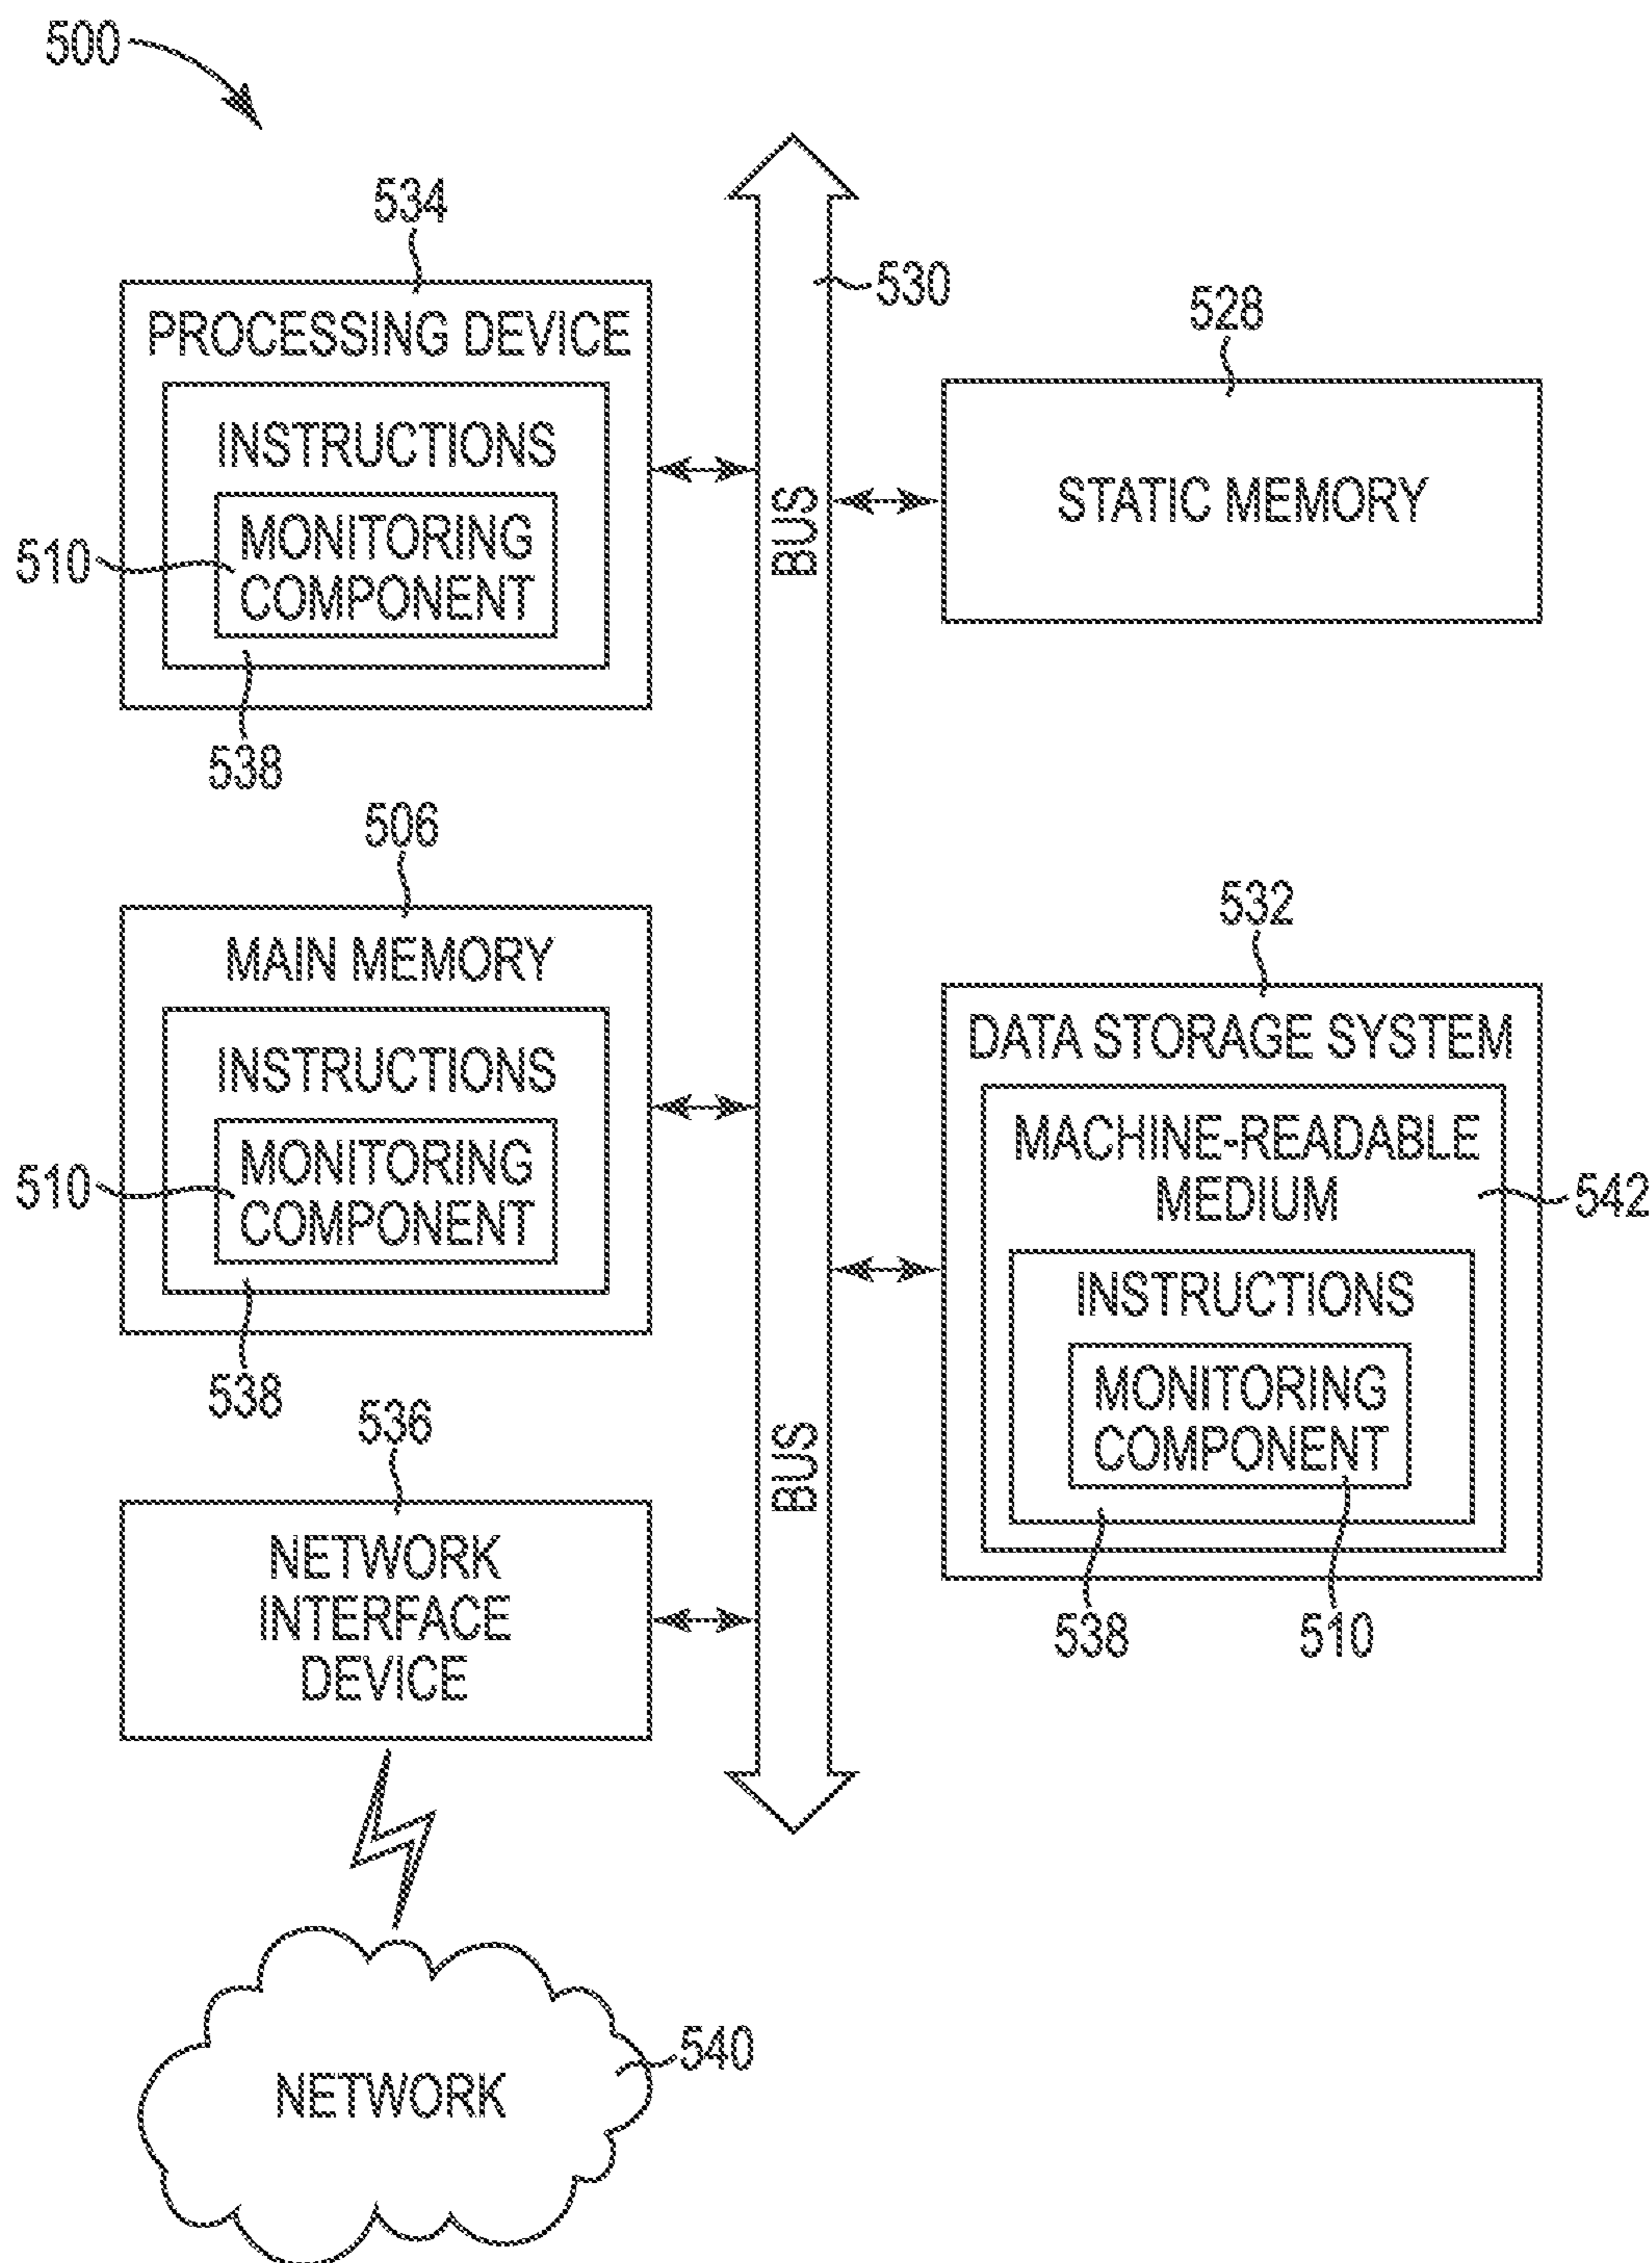 500
534
530
PROCESSING DEVICE
INSTRUCTIONS
MONITORING
COMPONENT
510
538
528
STATIC MEMORY
BUS
506
MAIN MEMORY
INSTRUCTIONS
MONITORING
COMPONENT
510
538
532
DATA STORAGE SYSTEM
MACHINE-READABLE
MEDIUM
542
INSTRUCTIONS
MONITORING
COMPONENT
538
510
BUS
536
NETWORK
INTERFACE
DEVICE
540
NETWORK